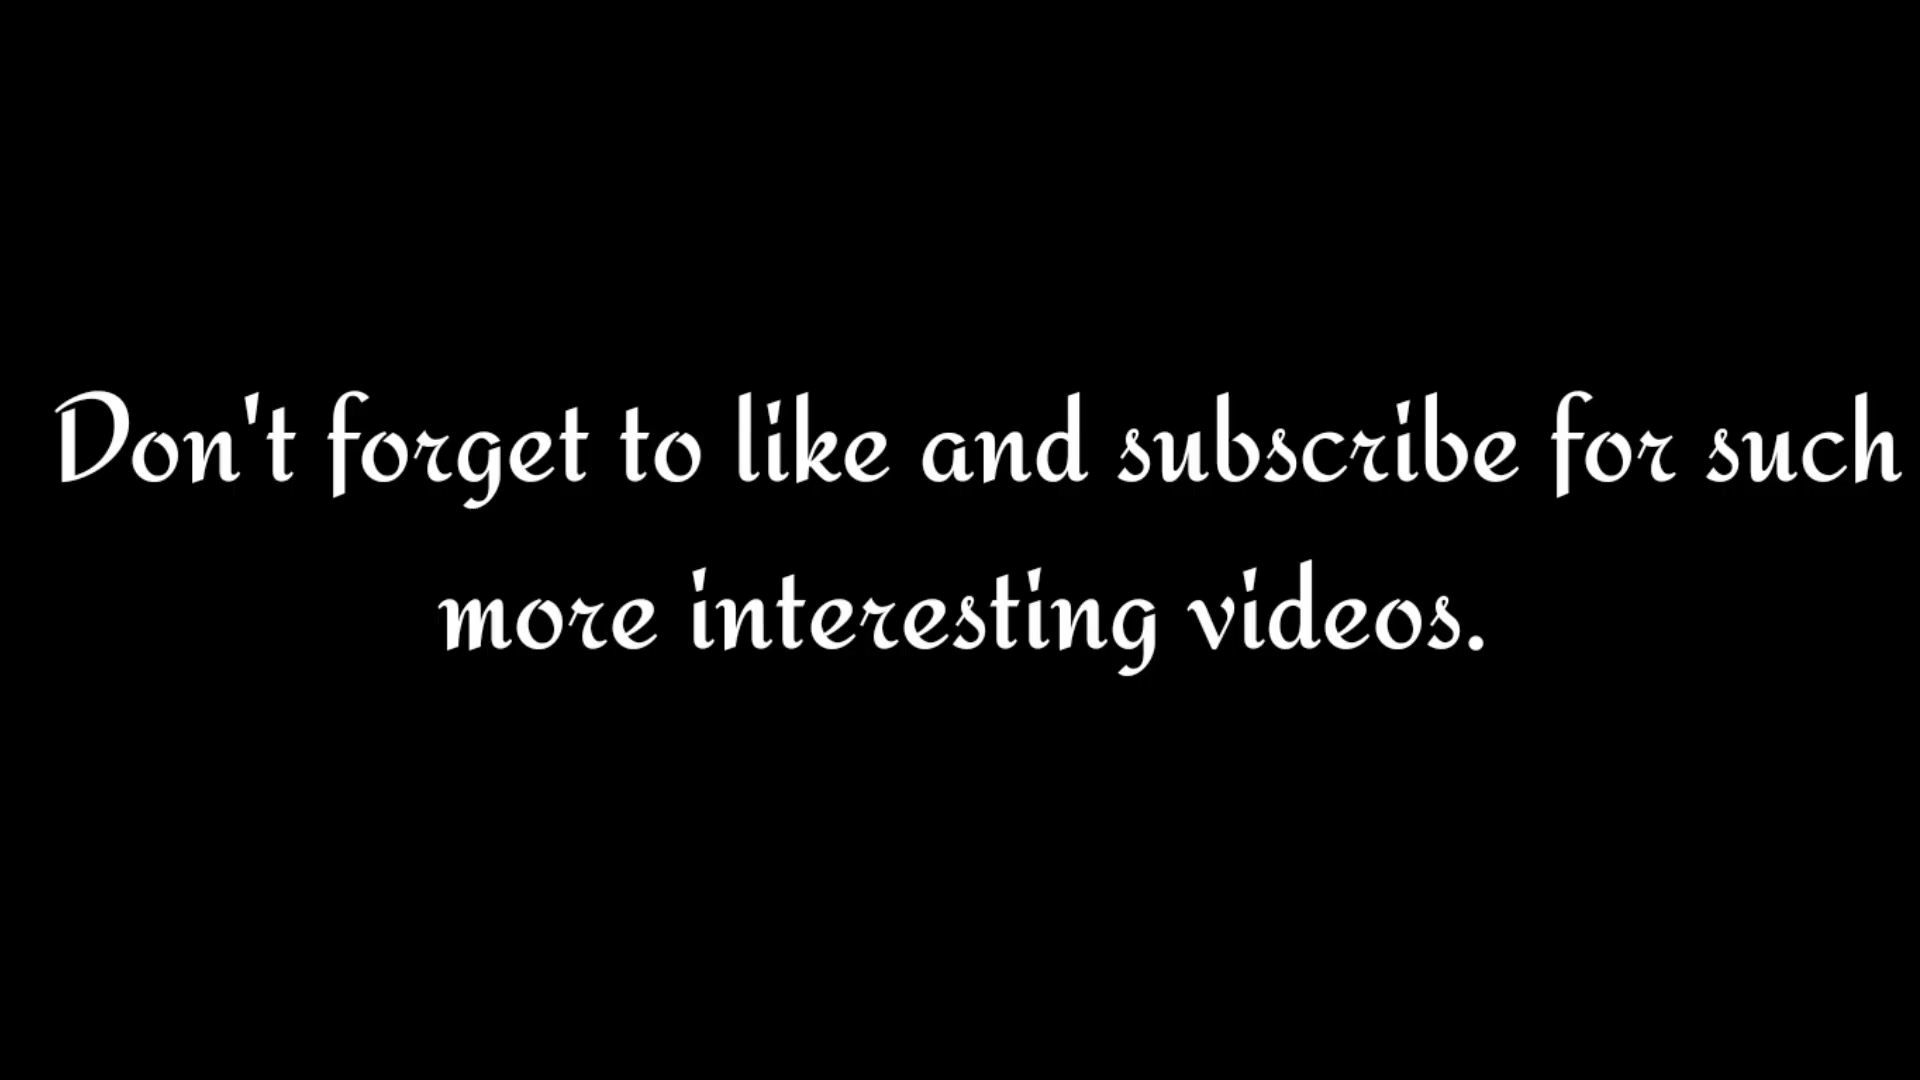 Don't forget to like and subscribe for such
more interesting videos.